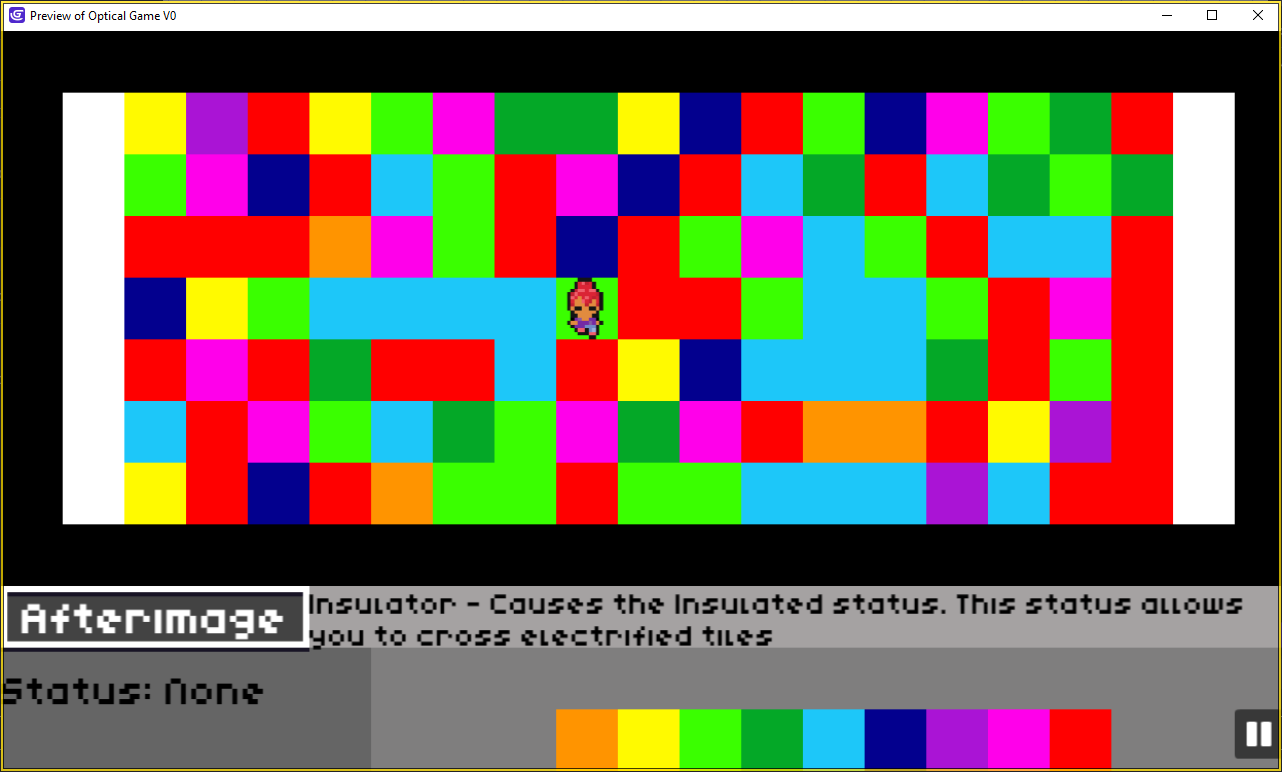 Preview of Optical Game V0
Afterimage
Insulator - Causes the Insulated status. This status allows
you to cross electrified tiles
Status: None